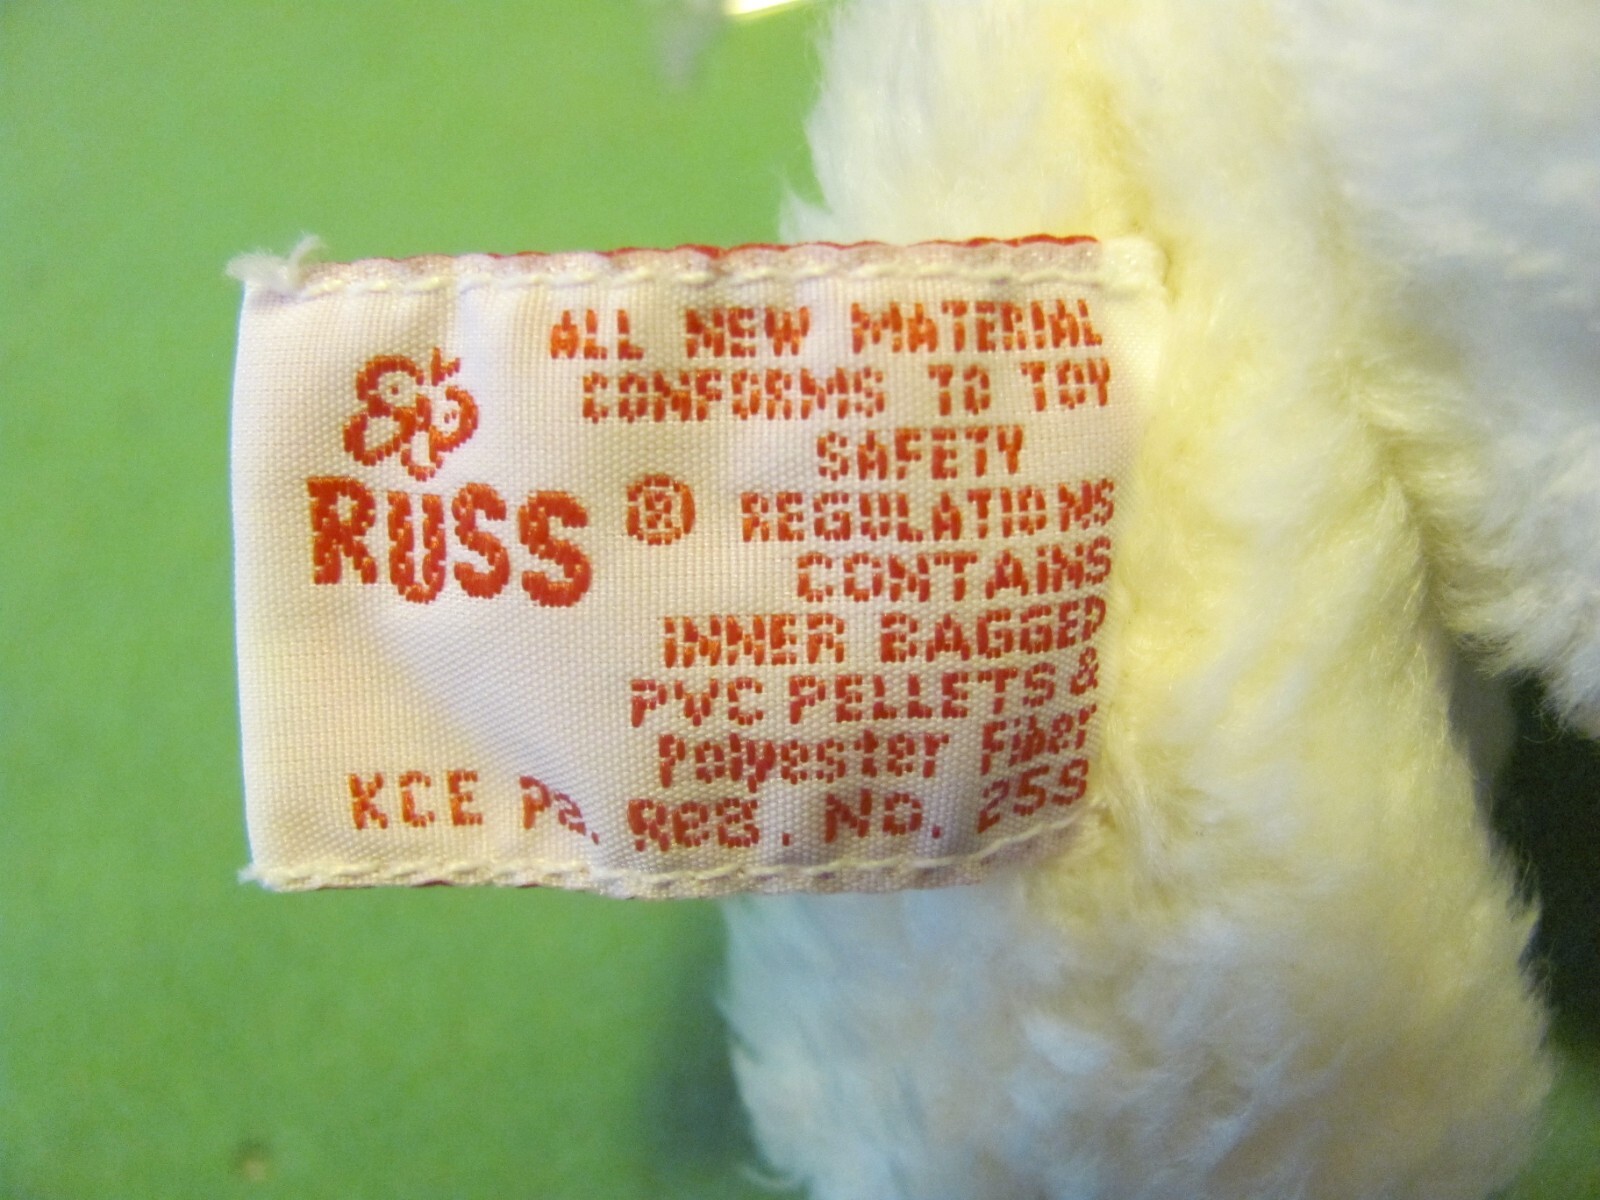 ALL NEW MATERIAL
CONFORMS TO TOY
SAFETY
RUSS ® REGULATIONS
CONTAINS
INNER BAGGED
PVC PELLETS &
Polyester Fiber
KCE Pa. Reg. No. 259